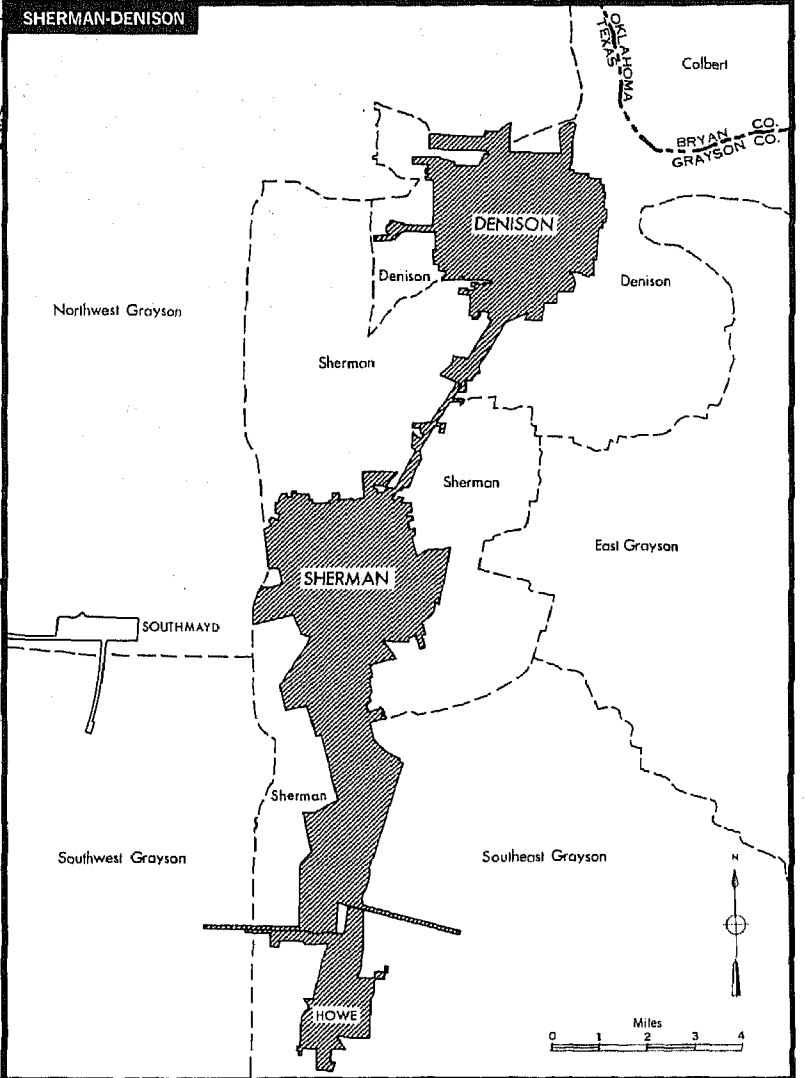 SHERMAN-DENISON
OKLAHOMA
TEXAS
Colbert
BRYAN CO.
GRAYSON CO.
DENISON
Denison
Denison
Northwest Grayson
Sherman
Sherman
East Grayson
SHERMAN
SOUTHMAYD
Sherman
Southwest Grayson
Southeast Grayson
N
HOWE
Miles
0 1 2 3 4